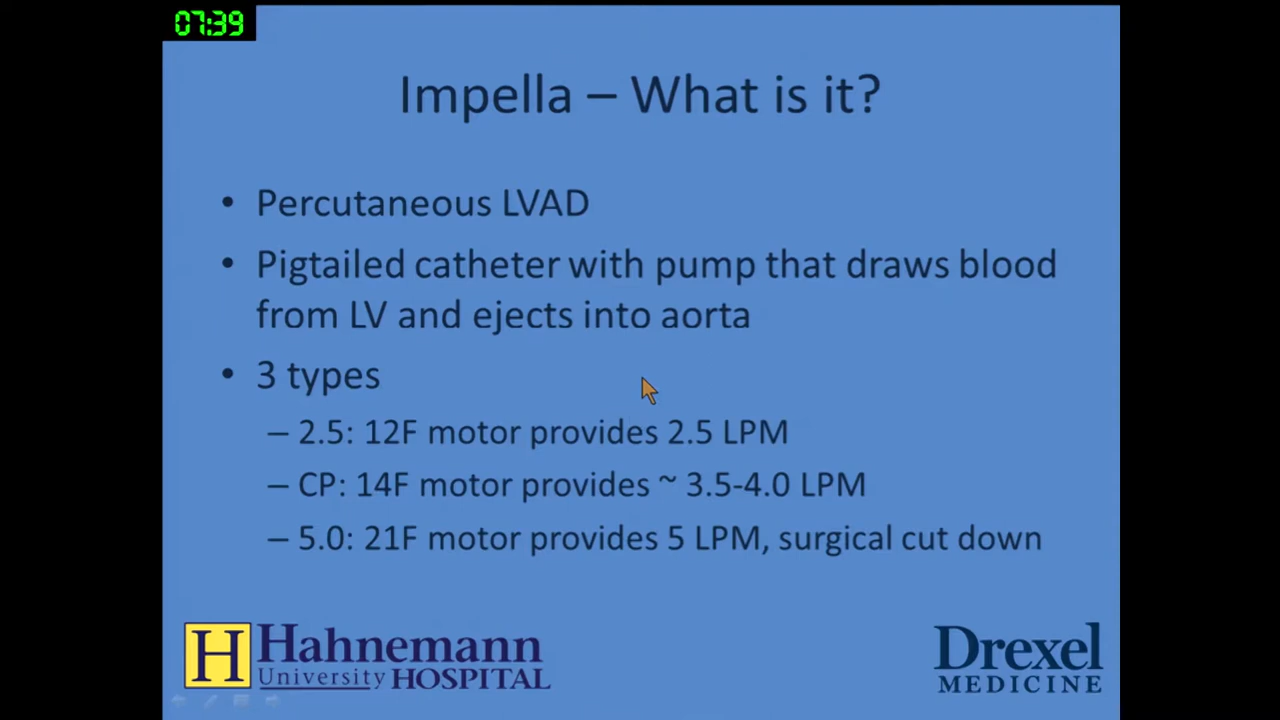 07:39
Impella – What is it?
• Percutaneous LVAD
• Pigtailed catheter with pump that draws blood
from LV and ejects into aorta
• 3 types
– 2.5: 12F motor provides 2.5 LPM
– CP: 14F motor provides ~ 3.5-4.0 LPM
– 5.0: 21F motor provides 5 LPM, surgical cut down
H Hahnemann
University HOSPITAL
Drexel
MEDICINE